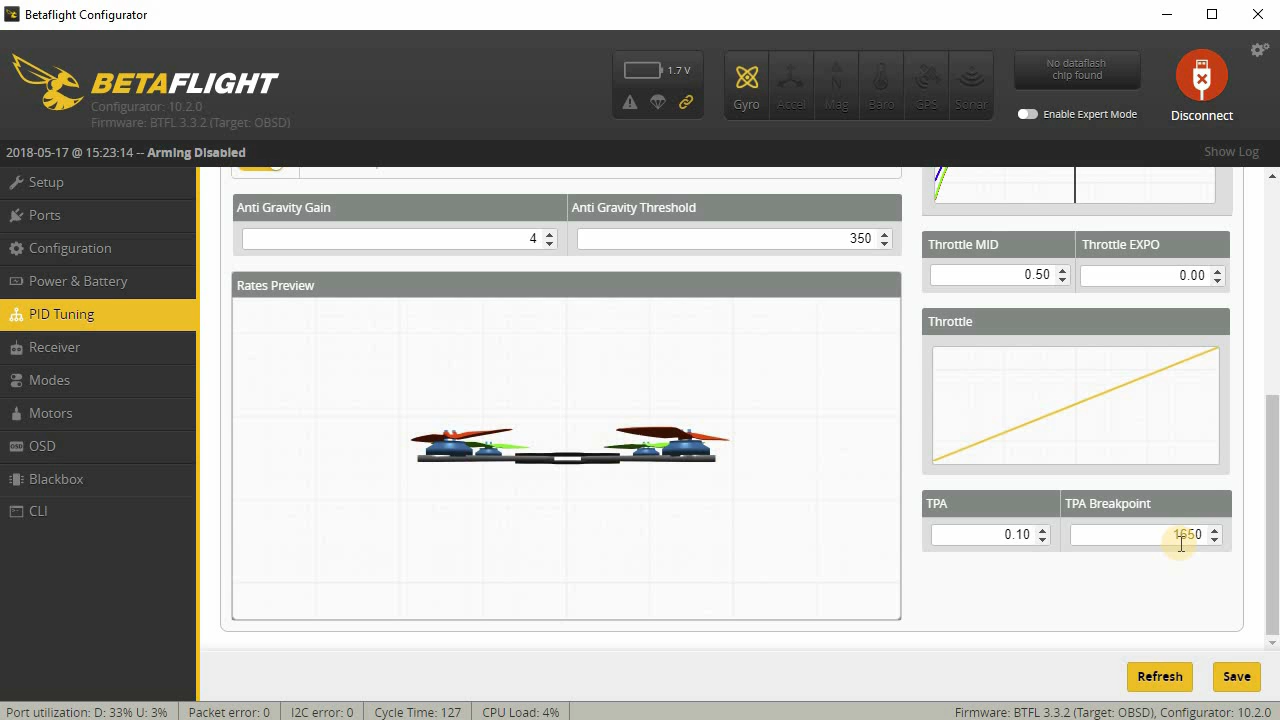 Betaflight Configurator
BETAFLIGHT
Configurator: 10.2.0
Firmware: BTFL 3.3.2 (Target: OBSD)
1.7 V
Gyro
Accel
Mag
Baro
GPS
Sonar
No dataflash
chip found
Enable Expert Mode
Disconnect
2018-05-17 @ 15:23:14 -- Arming Disabled
Show Log
Setup
Ports
Configuration
Power & Battery
PID Tuning
Receiver
Modes
Motors
OSD
Blackbox
CLI
Anti Gravity Gain
Anti Gravity Threshold
4
350
Rates Preview
Throttle MID
Throttle EXPO
0.50
0.00
Throttle
TPA
TPA Breakpoint
0.10
1650
Refresh
Save
Port utilization: D: 33% U: 3%
Packet error: 0
I2C error: 0
Cycle Time: 127
CPU Load: 4%
Firmware: BTFL 3.3.2 (Target: OBSD), Configurator: 10.2.0